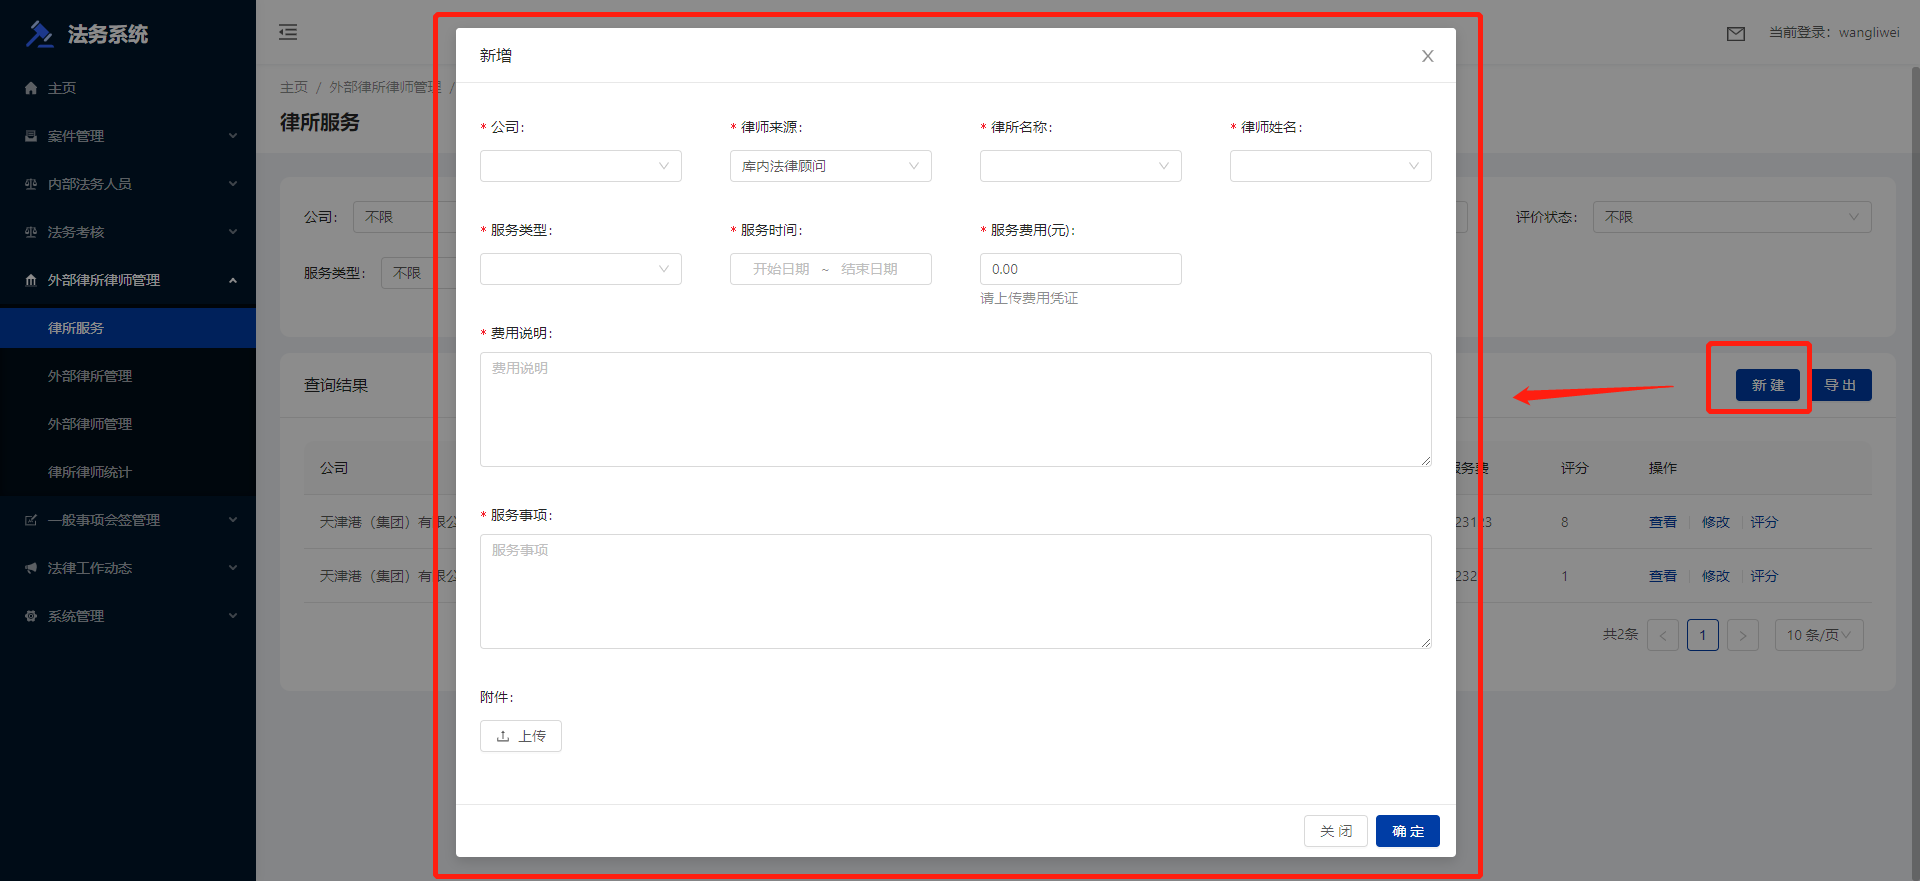 法务系统
当前登录：wangliwei
主页
案件管理
内部法务人员
法务考核
外部律所律师管理
律所服务
外部律所管理
外部律师管理
律所律师统计
一般事项会签管理
法律工作动态
系统管理
主页 / 外部律所律师管理 /
律所服务
公司： 不限
评价状态： 不限
服务类型： 不限
查询结果
新 建 导 出
公司 服务费 评分 操作
天津港（集团）有限公 23123 8 查看 修改 评分
天津港（集团）有限公 232 1 查看 修改 评分
共2条 < 1 > 10 条/页
新增 X
* 公司: * 律师来源: * 律所名称: * 律师姓名:
库内法律顾问
* 服务类型: * 服务时间: * 服务费用(元):
开始日期 ~ 结束日期 0.00
请上传费用凭证
* 费用说明:
费用说明
* 服务事项:
服务事项
附件:
上传
关 闭 确 定